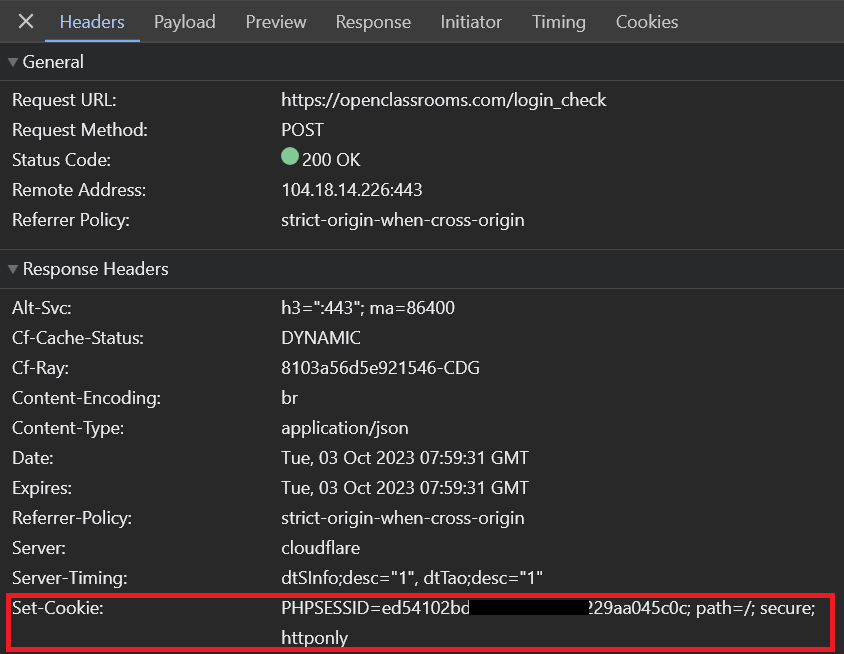 Headers Payload Preview Response Initiator Timing Cookies
General
Request URL: https://openclassrooms.com/login_check
Request Method: POST
Status Code: 200 OK
Remote Address: 104.18.14.226:443
Referrer Policy: strict-origin-when-cross-origin
Response Headers
Alt-Svc: h3=":443"; ma=86400
Cf-Cache-Status: DYNAMIC
Cf-Ray: 8103a56d5e921546-CDG
Content-Encoding: br
Content-Type: application/json
Date: Tue, 03 Oct 2023 07:59:31 GMT
Expires: Tue, 03 Oct 2023 07:59:31 GMT
Referrer-Policy: strict-origin-when-cross-origin
Server: cloudflare
Server-Timing: dtSInfo;desc="1", dtTao;desc="1"
Set-Cookie: PHPSESSID=ed54102bd 229aa045c0c; path=/; secure;
httponly